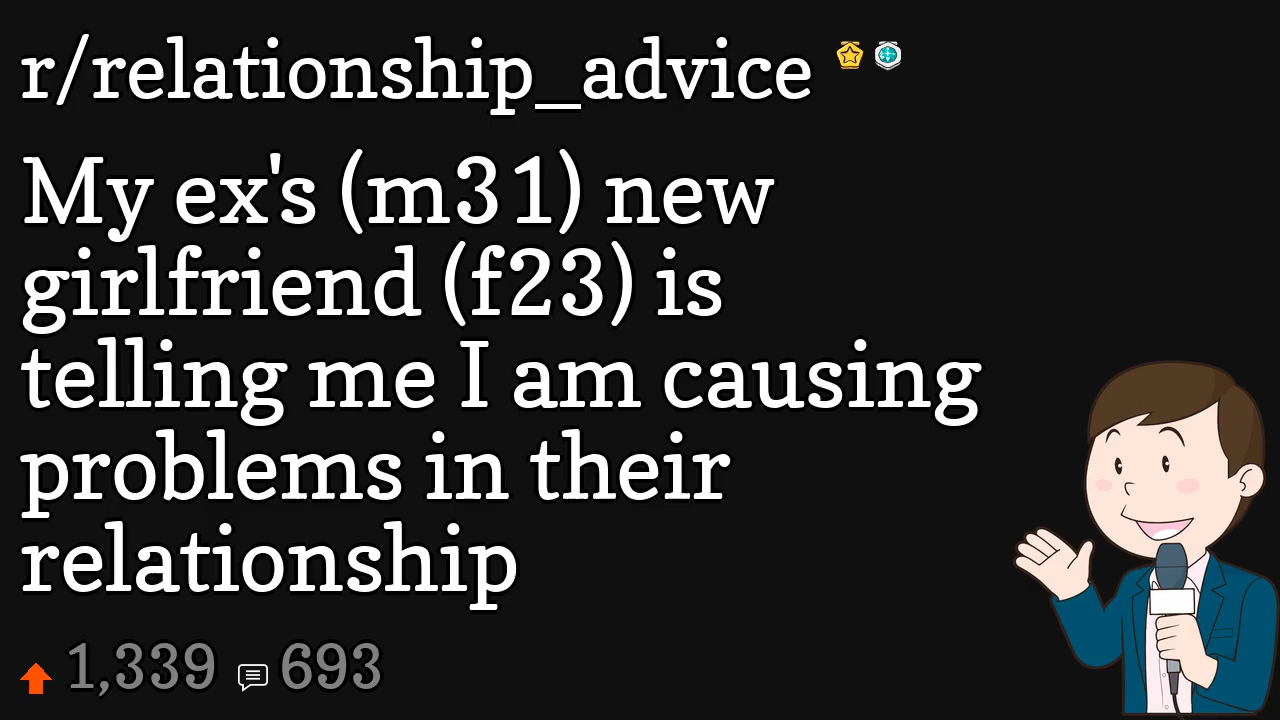 r/relationship_advice
My ex's (m31) new
girlfriend (f23) is
telling me I am causing
problems in their
relationship
1,339 693